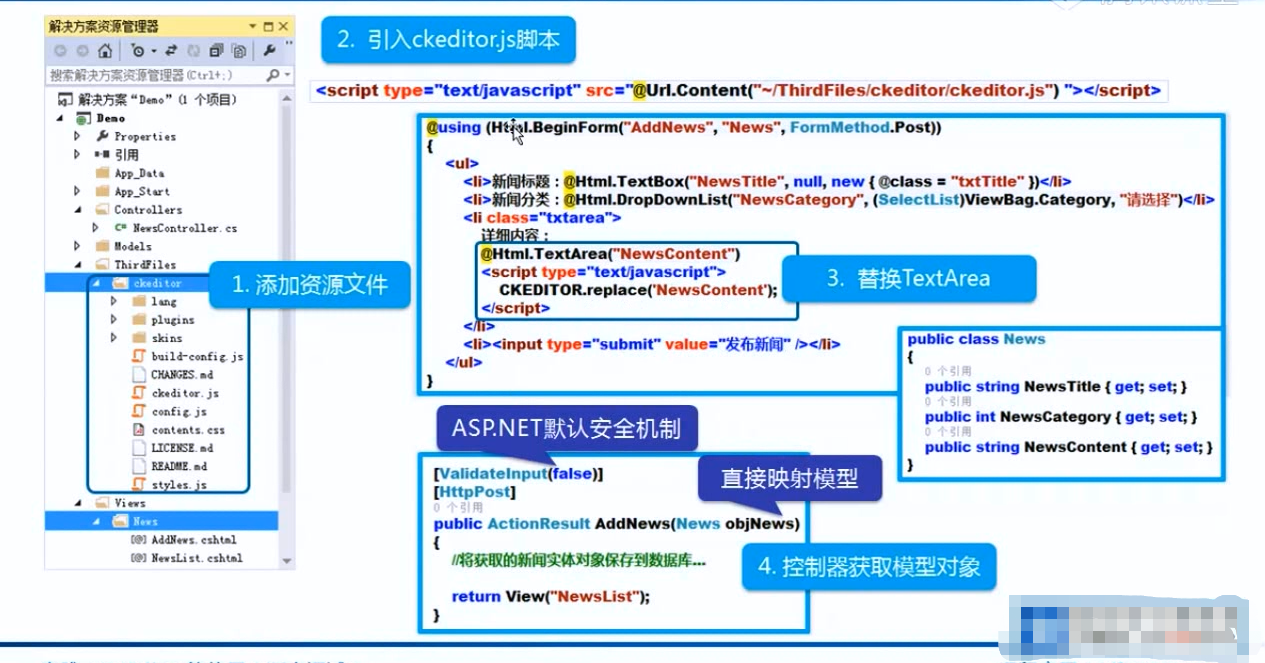 解决方案资源管理器
搜索解决方案资源管理器(Ctrl+;)
解决方案“Demo”(1 个项目)
Demo
Properties
引用
App_Data
App_Start
Controllers
C# NewsController.cs
Models
ThirdFiles
ckeditor
lang
plugins
skins
build-config.js
CHANGES.md
ckeditor.js
config.js
contents.css
LICENSE.md
README.md
styles.js
Views
News
[@] AddNews.cshtml
[@] NewsList.cshtml
1. 添加资源文件
2. 引入ckeditor.js脚本
<script type="text/javascript" src="@Url.Content("~/ThirdFiles/ckeditor/ckeditor.js") "></script>
@using (Html.BeginForm("AddNews", "News", FormMethod.Post))
{
<ul>
<li>新闻标题：@Html.TextBox("NewsTitle", null, new { @class = "txtTitle" })</li>
<li>新闻分类：@Html.DropDownList("NewsCategory", (SelectList)ViewBag.Category, "请选择")</li>
<li class="txtarea">
详细内容：
@Html.TextArea("NewsContent")
<script type="text/javascript">
CKEDITOR.replace('NewsContent');
</script>
</li>
<li><input type="submit" value="发布新闻" /></li>
</ul>
}
3. 替换TextArea
public class News
{
0 个引用
public string NewsTitle { get; set; }
0 个引用
public int NewsCategory { get; set; }
0 个引用
public string NewsContent { get; set; }
}
ASP.NET默认安全机制
[ValidateInput(false)]
[HttpPost]
0 个引用
public ActionResult AddNews(News objNews)
{
//将获取的新闻实体对象保存到数据库...
return View("NewsList");
}
直接映射模型
4. 控制器获取模型对象